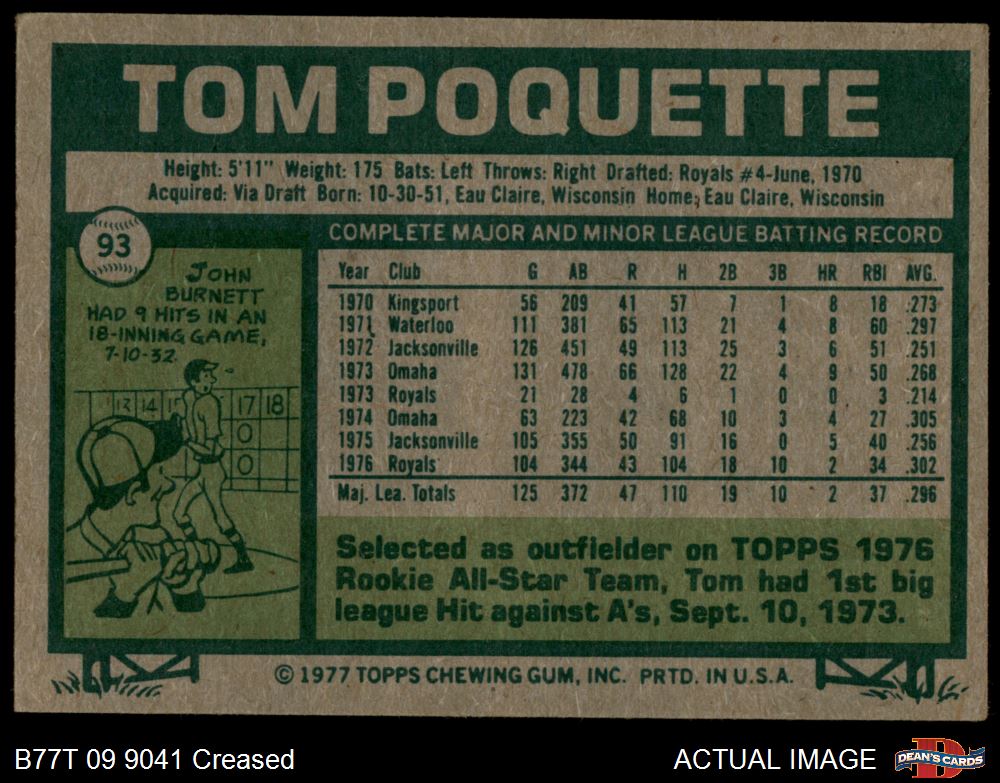 TOM POQUETTE
Height: 5'11" Weight: 175 Bats: Left Throws: Right Drafted: Royals #4-June, 1970
Acquired: Via Draft Born: 10-30-51, Eau Claire, Wisconsin Home: Eau Claire, Wisconsin
93
JOHN
BURNETT
HAD 9 HITS IN AN
18-INNING GAME,
7-10-32.
13 14 15 17 18
0
0
COMPLETE MAJOR AND MINOR LEAGUE BATTING RECORD
Year Club G AB R H 2B 3B HR RBI AVG.
1970 Kingsport 56 209 41 57 7 1 8 18 .273
1971 Waterloo 111 381 65 113 21 4 8 60 .297
1972 Jacksonville 126 451 49 113 25 3 6 51 .251
1973 Omaha 131 478 66 128 22 4 9 50 .268
1973 Royals 21 28 4 6 1 0 0 3 .214
1974 Omaha 63 223 42 68 10 3 4 27 .305
1975 Jacksonville 105 355 50 91 16 0 5 40 .256
1976 Royals 104 344 43 104 18 10 2 34 .302
Maj. Lea. Totals 125 372 47 110 19 10 2 37 .296
Selected as outfielder on TOPPS 1976
Rookie All-Star Team, Tom had 1st big
league Hit against A's, Sept. 10, 1973.
© 1977 TOPPS CHEWING GUM, INC. PRTD. IN U.S.A.
B77T 09 9041 Creased
ACTUAL IMAGE
D
DEAN'S CARDS